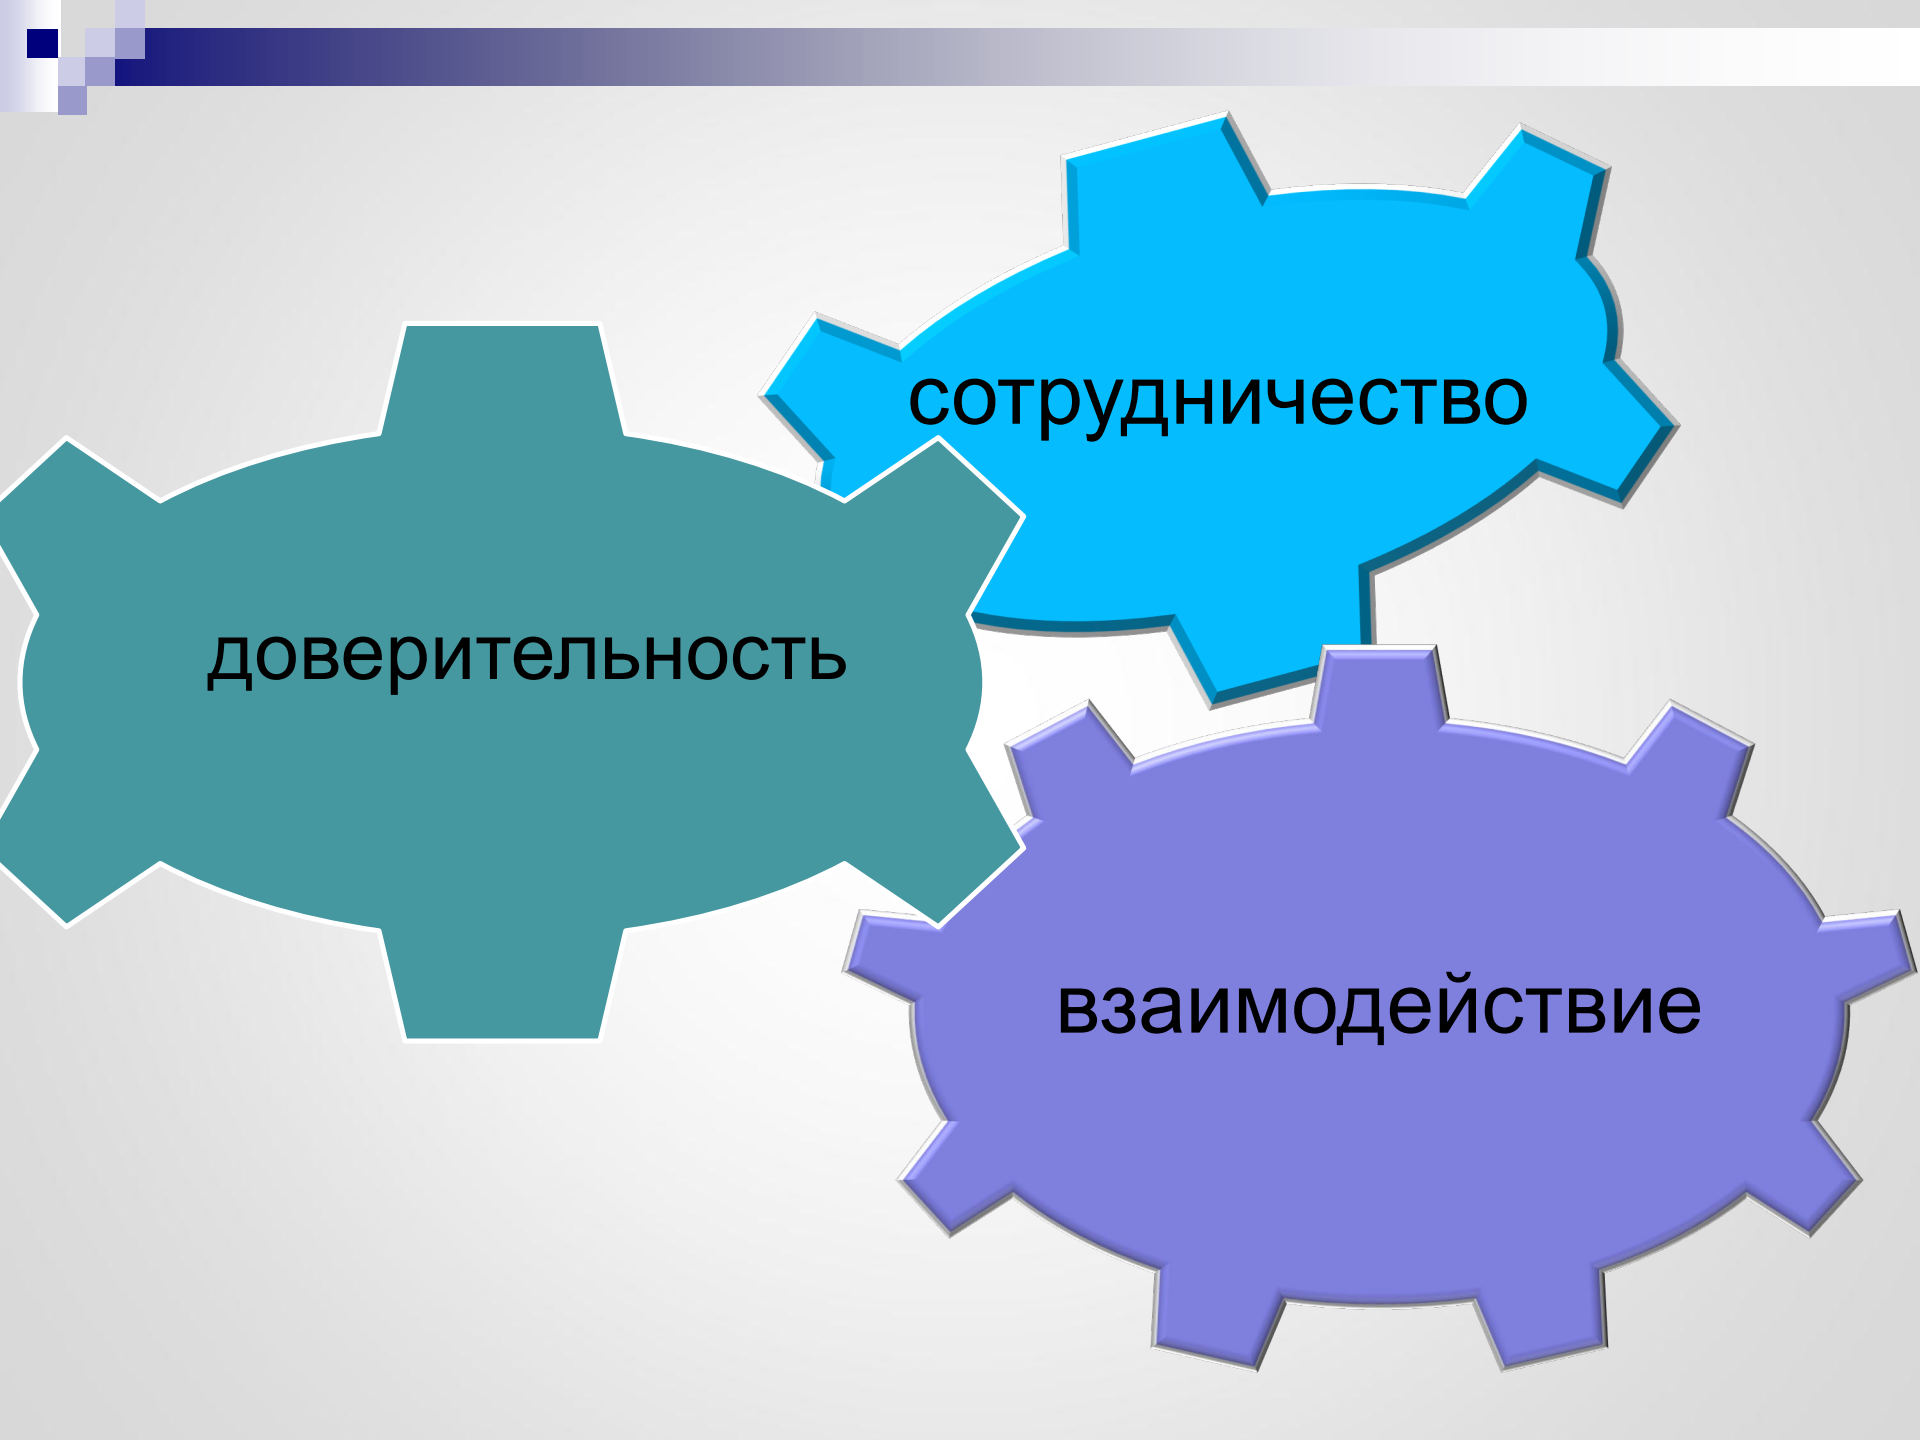 сотрудничество
доверительность
взаимодействие